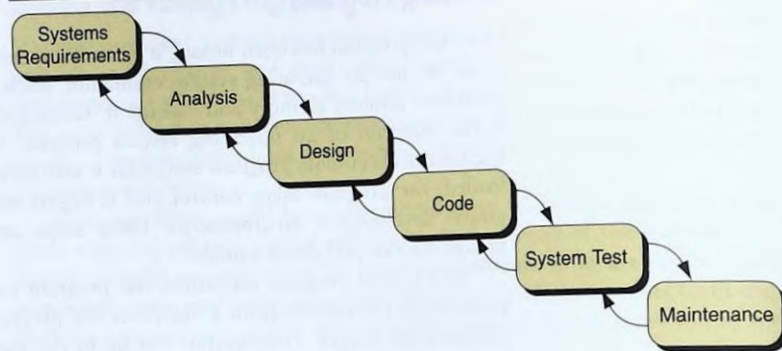 Systems
Requirements
Analysis
Design
Code
System Test
Maintenance